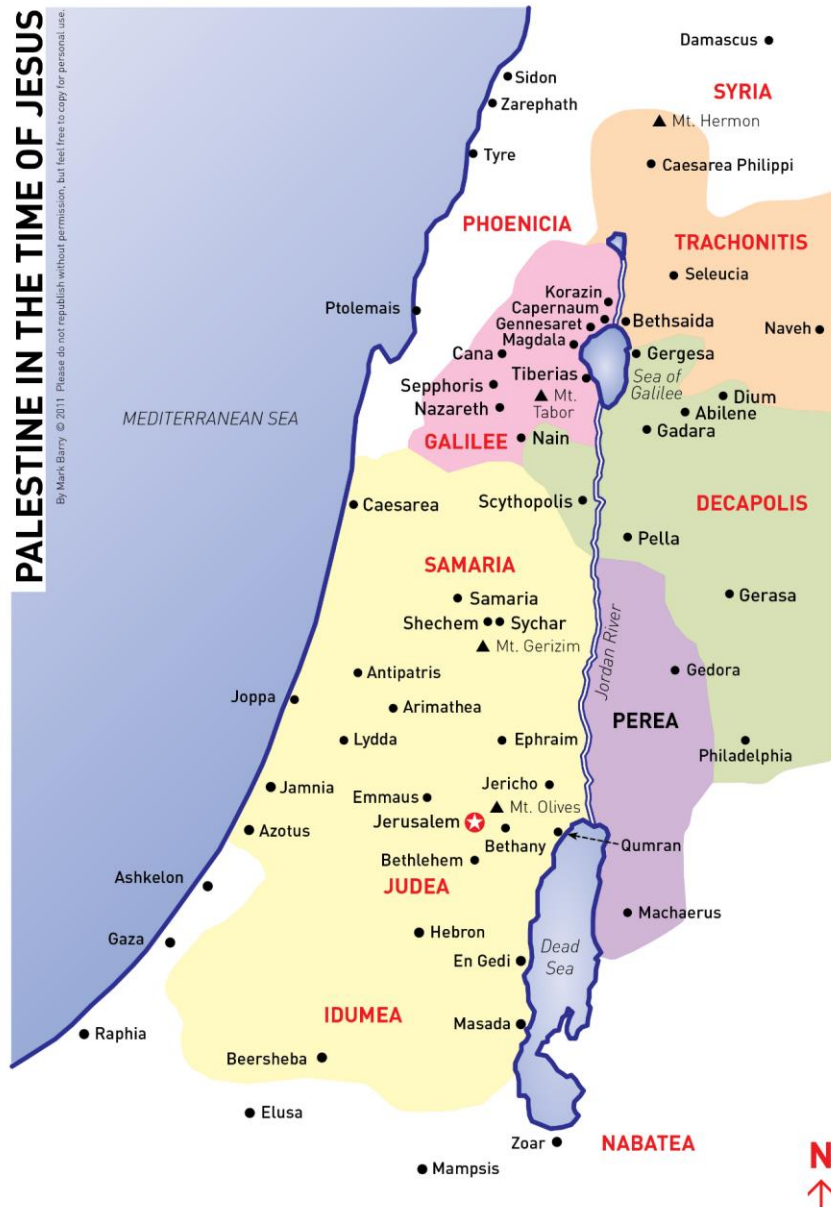 PALESTINE IN THE TIME OF JESUS
By Mark Barry © 2011 Please do not republish without permission, but feel free to copy for personal use.
Damascus
Sidon
SYRIA
Zarephath
Mt. Hermon
Tyre
Caesarea Philippi
PHOENICIA
TRACHONITIS
Seleucia
Korazin
Ptolemais
Capernaum
Gennesaret
Bethsaida
Naveh
Magdala
Cana
Gergesa
Tiberias
Sea of
Galilee
Sepphoris
Mt.
Tabor
Dium
Nazareth
Abilene
MEDITERRANEAN SEA
Gadara
GALILEE
Nain
Caesarea
Scythopolis
DECAPOLIS
Pella
SAMARIA
Samaria
Gerasa
Shechem
Sychar
Mt. Gerizim
Jordan River
Antipatris
Gedora
Joppa
Arimathea
PEREA
Lydda
Ephraim
Philadelphia
Jamnia
Jericho
Emmaus
Mt. Olives
Jerusalem
Azotus
Bethany
Qumran
Bethlehem
Ashkelon
JUDEA
Machaerus
Hebron
Gaza
Dead
Sea
En Gedi
IDUMEA
Masada
Raphia
Beersheba
Elusa
Zoar
NABATEA
Mampsis
N